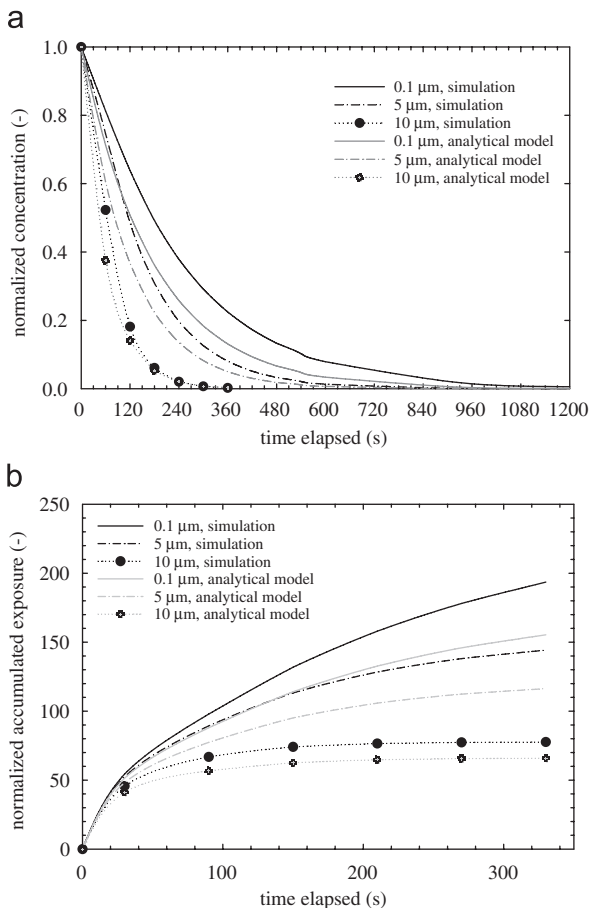 a
1.0
0.8
0.6
0.4
0.2
0.0
normalized concentration (-)
0.1 μm, simulation
5 μm, simulation
10 μm, simulation
0.1 μm, analytical model
5 μm, analytical model
10 μm, analytical model
0 120 240 360 480 600 720 840 960 1080 1200
time elapsed (s)
b
250
200
150
100
50
0
normalized accumulated exposure (-)
0.1 μm, simulation
5 μm, simulation
10 μm, simulation
0.1 μm, analytical model
5 μm, analytical model
10 μm, analytical model
0 100 200 300
time elapsed (s)